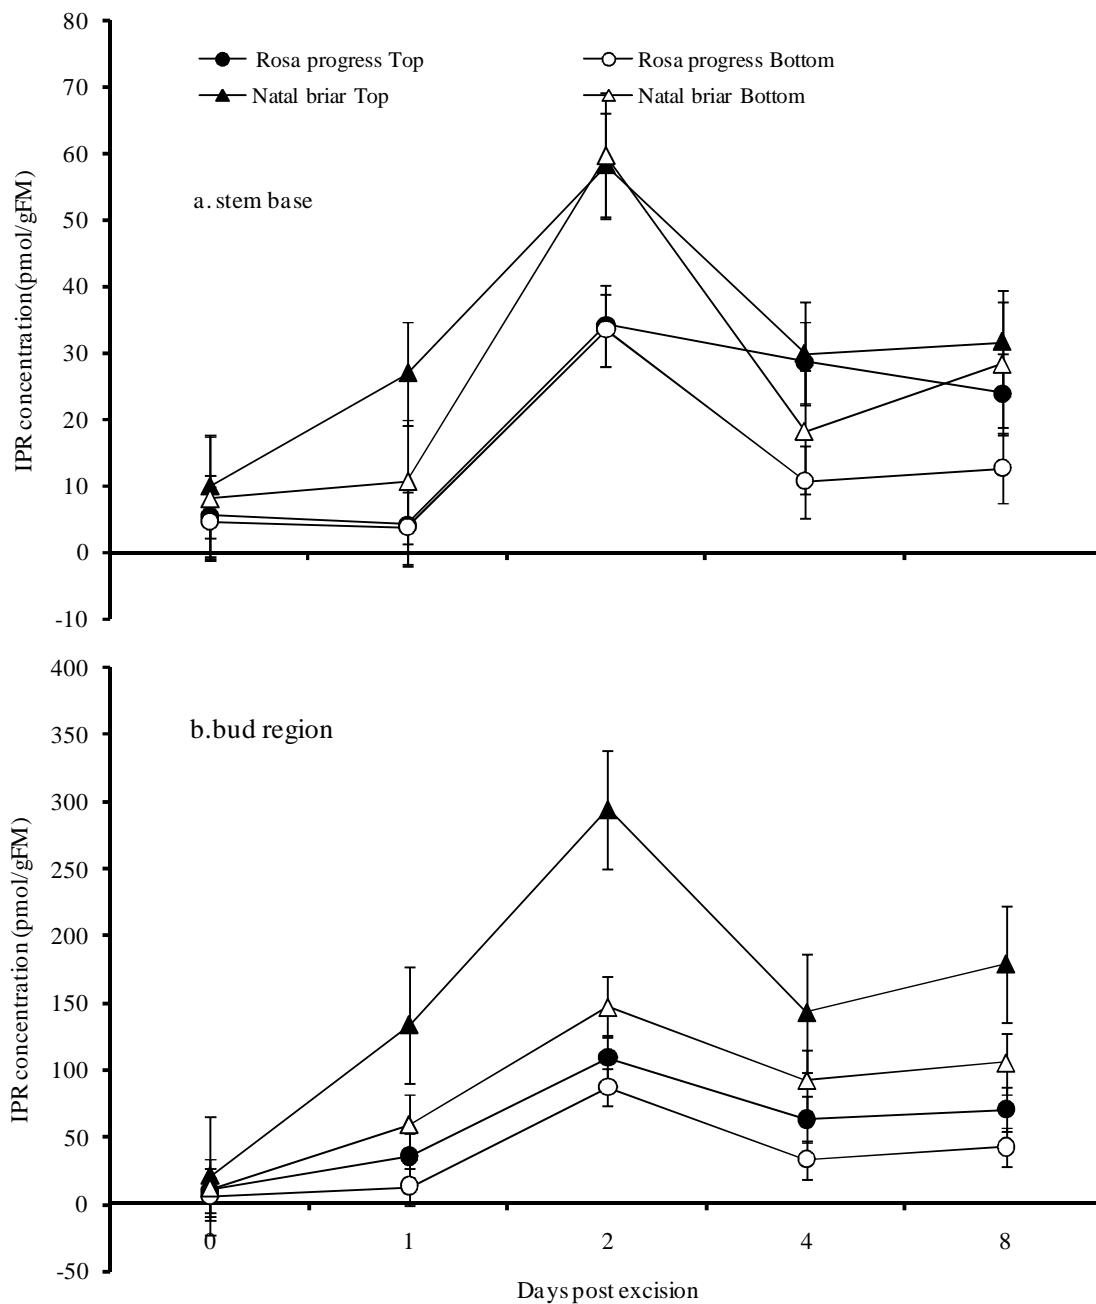 80
Rosa progress Top
Rosa progress Bottom
70
Natal briar Top
Natal briar Bottom
60
a. stem base
50
40
30
20
10
0
-10
IPR concentration (pmol/gFM)
400
b.bud region
350
300
250
200
150
100
50
0
-50
IPR concentration (pmol/gFM)
0 1 2 4 8
Days post excision